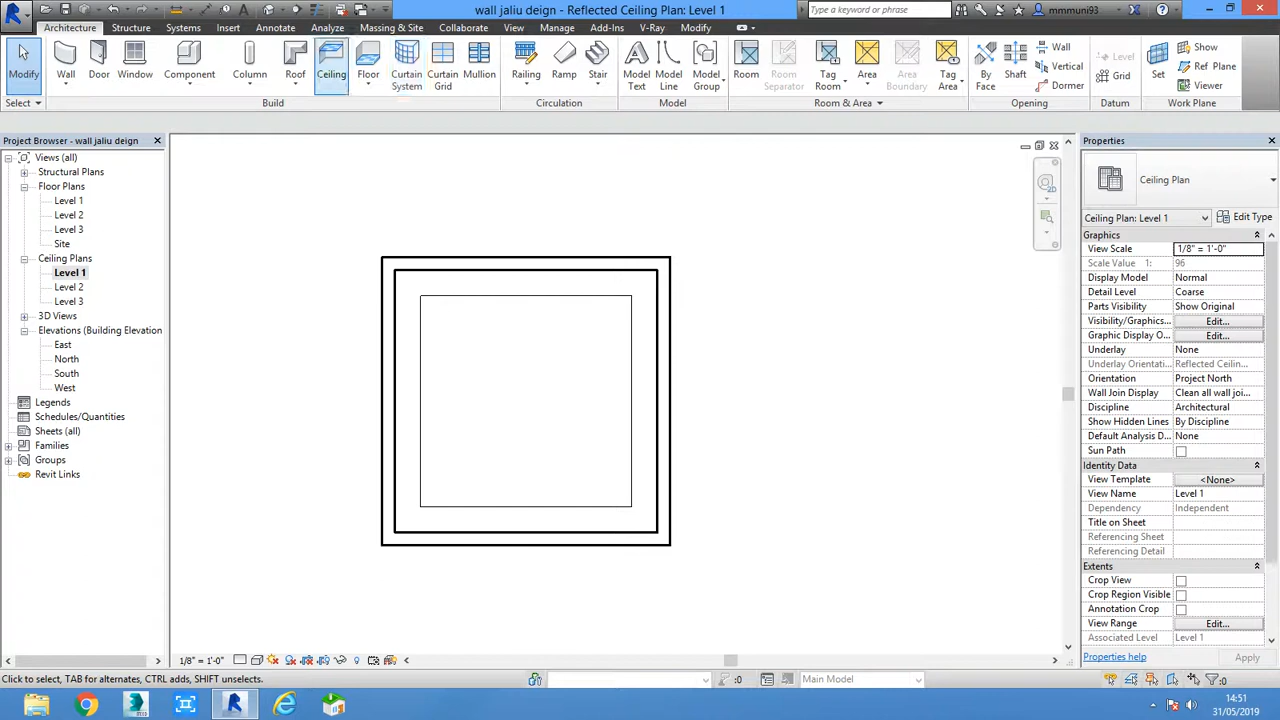 wall jaliu deign - Reflected Ceiling Plan: Level 1
Type a keyword or phrase
mmmuni93
Architecture Structure Systems Insert Annotate Analyze Massing & Site Collaborate View Manage Add-Ins V-Ray Modify
Modify Wall Door Window Component Column Roof Ceiling Floor Curtain System Curtain Grid Mullion Railing Ramp Stair Model Text Model Line Model Group Room Room Separator Tag Room Area Area Boundary Tag Area By Face Shaft Wall Vertical Dormer Level Grid Set Show Ref Plane Viewer
Select Build Circulation Model Room & Area Opening Datum Work Plane
Project Browser - wall jaliu deign
Views (all)
Structural Plans
Floor Plans
Level 1
Level 2
Level 3
Site
Ceiling Plans
Level 1
Level 2
Level 3
3D Views
Elevations (Building Elevation
East
North
South
West
Legends
Schedules/Quantities
Sheets (all)
Families
Groups
Revit Links
2D
Properties
Ceiling Plan
Ceiling Plan: Level 1 Edit Type
Graphics
View Scale 1/8" = 1'-0"
Scale Value 1: 96
Display Model Normal
Detail Level Coarse
Parts Visibility Show Original
Visibility/Graphics... Edit...
Graphic Display O... Edit...
Underlay None
Underlay Orientati... Reflected Ceilin...
Orientation Project North
Wall Join Display Clean all wall joi...
Discipline Architectural
Show Hidden Lines By Discipline
Default Analysis D... None
Sun Path
Identity Data
View Template <None>
View Name Level 1
Dependency Independent
Title on Sheet
Referencing Sheet
Referencing Detail
Extents
Crop View
Crop Region Visible
Annotation Crop
View Range Edit...
Associated Level Level 1
Properties help Apply
1/8" = 1'-0"
Click to select, TAB for alternates, CTRL adds, SHIFT unselects.
:0 Main Model :0
14:51
31/05/2019